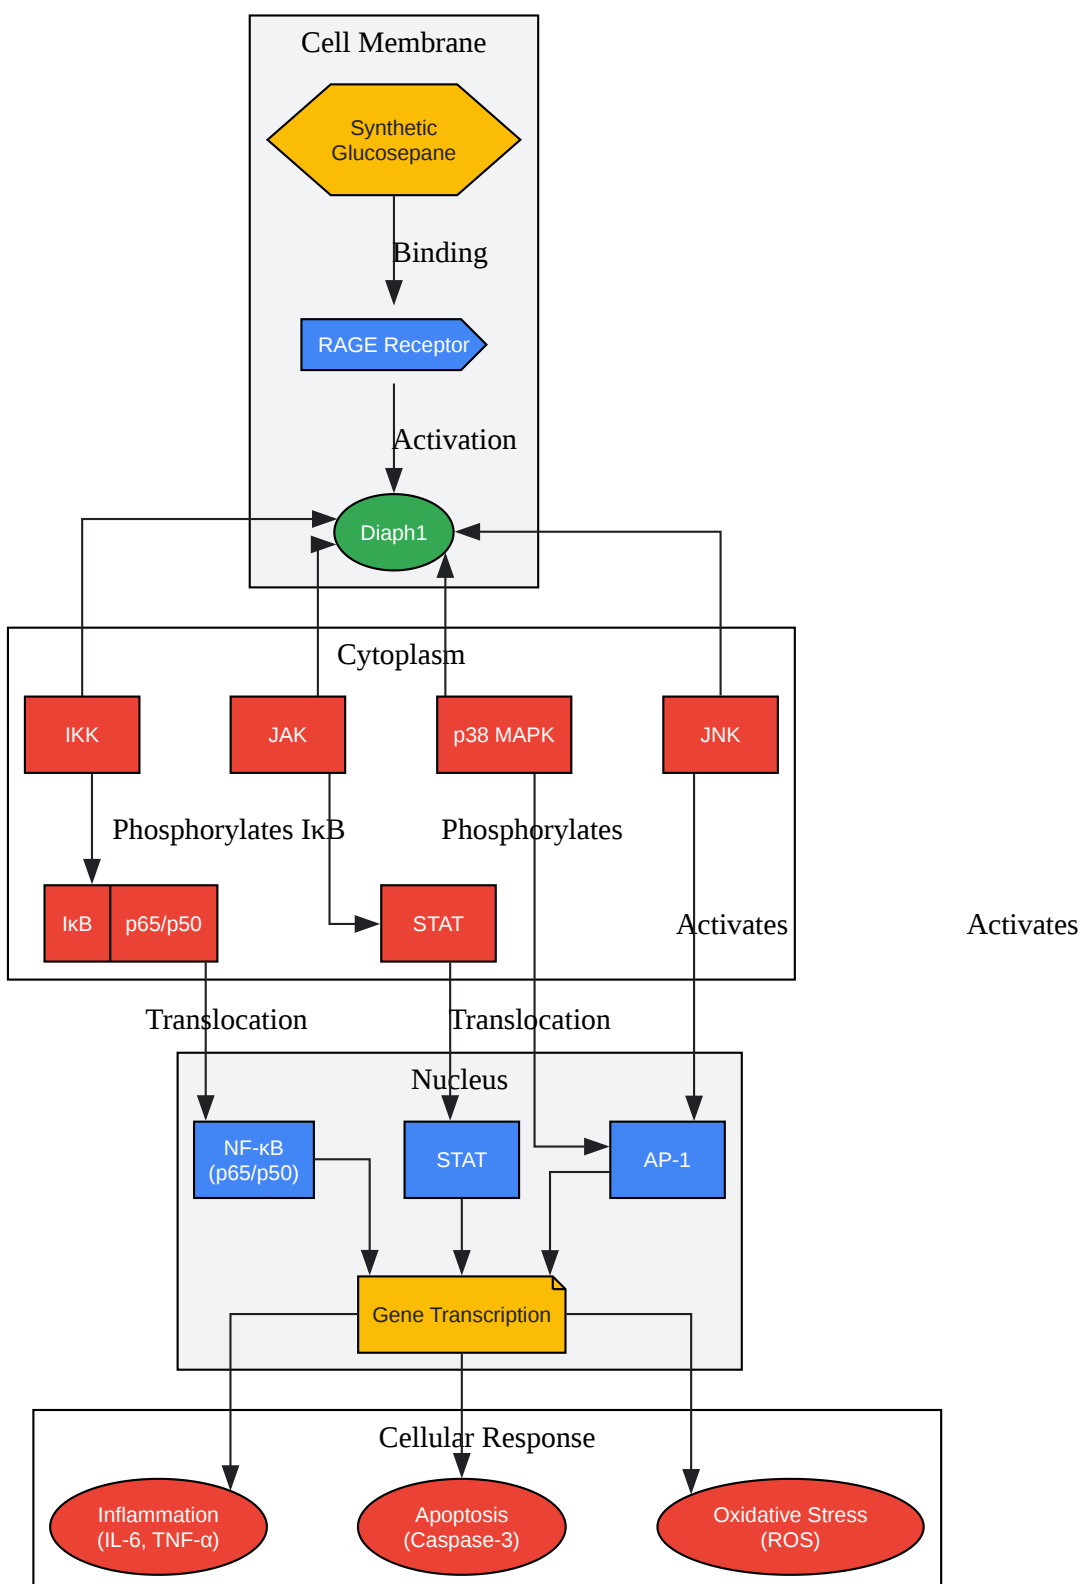 Cell Membrane
Synthetic
Glucosepane
Binding
RAGE Receptor
Activation
Diaph1
Cytoplasm
IKK
JAK
p38 MAPK
JNK
Phosphorylates IκB
Phosphorylates
IκB
p65/p50
STAT
Activates
Activates
Translocation
Translocation
Nucleus
NF-κB
(p65/p50)
STAT
AP-1
Gene Transcription
Cellular Response
Inflammation
(IL-6, TNF-α)
Apoptosis
(Caspase-3)
Oxidative Stress
(ROS)